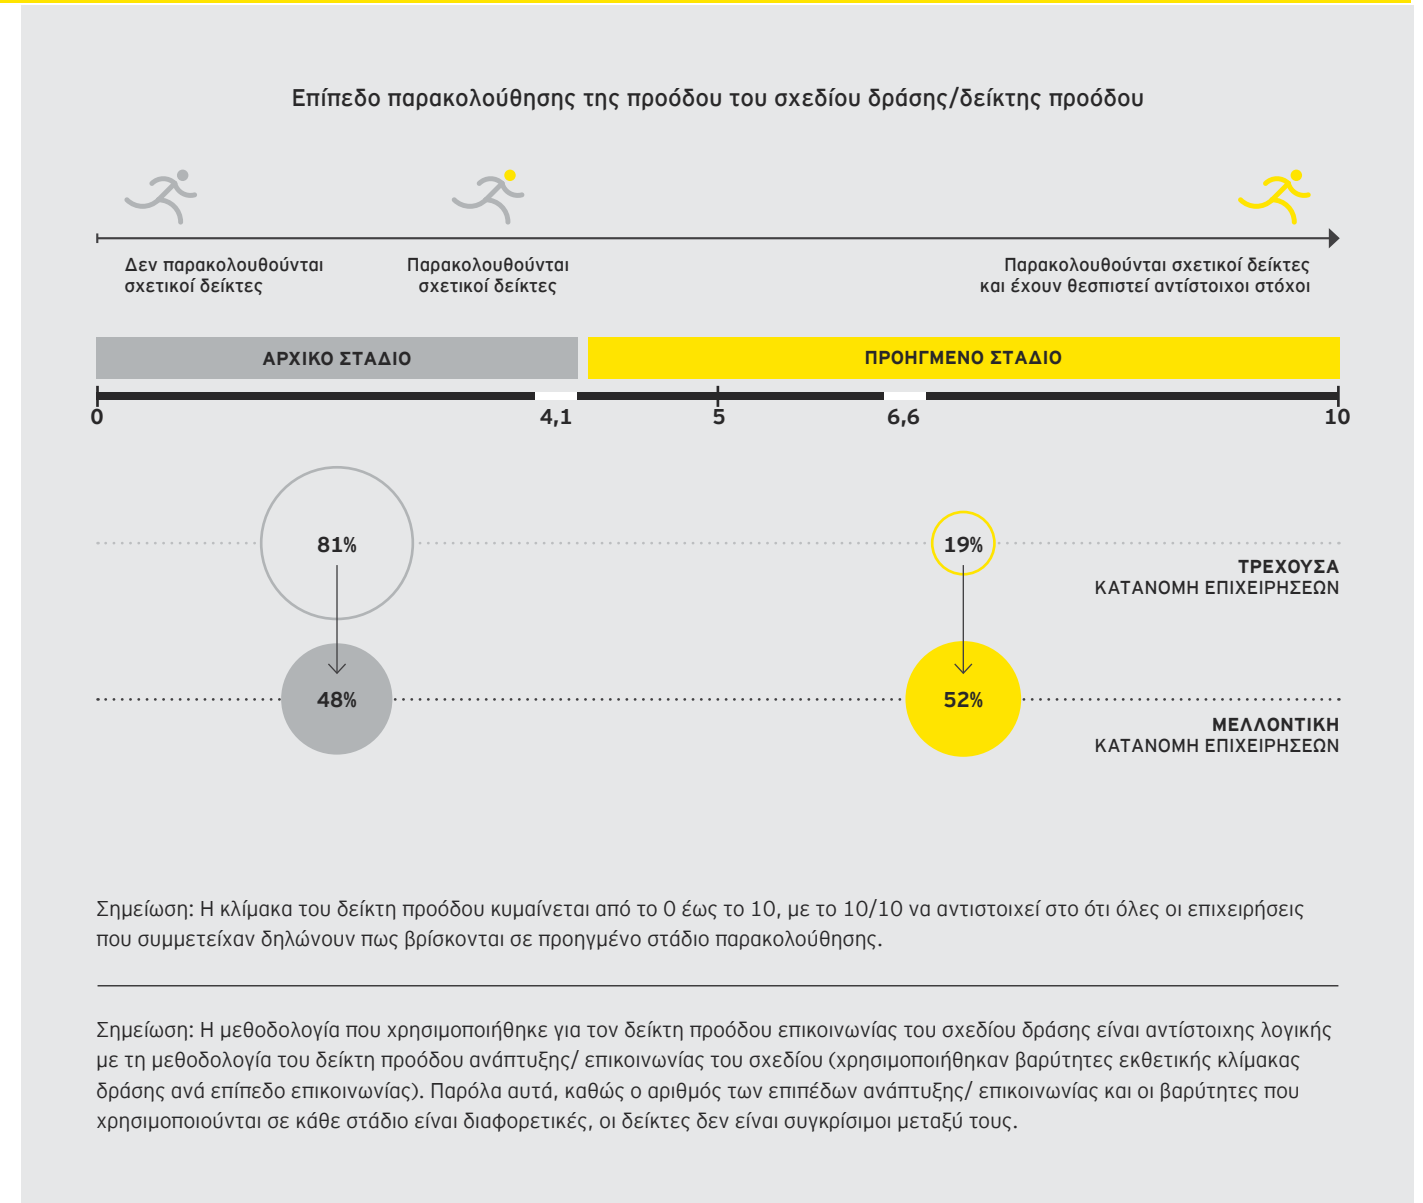 Επίπεδο παρακολούθησης της προόδου του σχεδίου δράσης/δείκτης προόδου
Δεν παρακολουθούνται
σχετικοί δείκτες
Παρακολουθούνται
σχετικοί δείκτες
Παρακολουθούνται σχετικοί δείκτες
και έχουν θεσπιστεί αντίστοιχοι στόχοι
ΑΡΧΙΚΟ ΣΤΑΔΙΟ
ΠΡΟΗΓΜΕΝΟ ΣΤΑΔΙΟ
0 4,1 5 6,6 10
81% 19%
ΤΡΕΧΟΥΣΑ
ΚΑΤΑΝΟΜΗ ΕΠΙΧΕΙΡΗΣΕΩΝ
48% 52%
ΜΕΛΛΟΝΤΙΚΗ
ΚΑΤΑΝΟΜΗ ΕΠΙΧΕΙΡΗΣΕΩΝ
Σημείωση: Η κλίμακα του δείκτη προόδου κυμαίνεται από το 0 έως το 10, με το 10/10 να αντιστοιχεί στο ότι όλες οι επιχειρήσεις
που συμμετείχαν δηλώνουν πως βρίσκονται σε προηγμένο στάδιο παρακολούθησης.
Σημείωση: Η μεθοδολογία που χρησιμοποιήθηκε για τον δείκτη προόδου επικοινωνίας του σχεδίου δράσης είναι αντίστοιχης λογικής
με τη μεθοδολογία του δείκτη προόδου ανάπτυξης/ επικοινωνίας του σχεδίου (χρησιμοποιήθηκαν βαρύτητες εκθετικής κλίμακας
δράσης ανά επίπεδο επικοινωνίας). Παρόλα αυτά, καθώς ο αριθμός των επιπέδων ανάπτυξης/ επικοινωνίας και οι βαρύτητες που
χρησιμοποιούνται σε κάθε στάδιο είναι διαφορετικές, οι δείκτες δεν είναι συγκρίσιμοι μεταξύ τους.